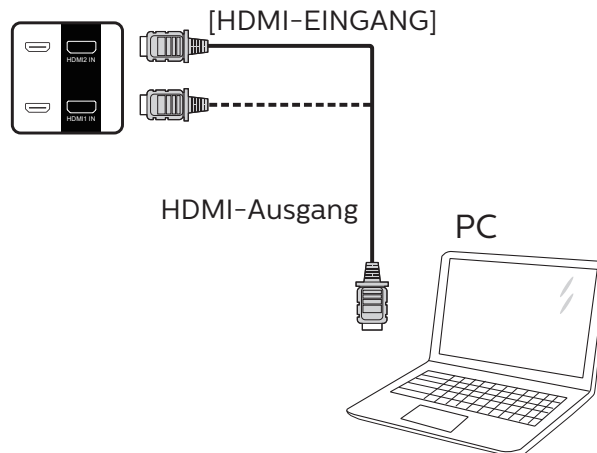 [HDMI-EINGANG]
HDMI2 IN
HDMI1 IN
HDMI-Ausgang
PC